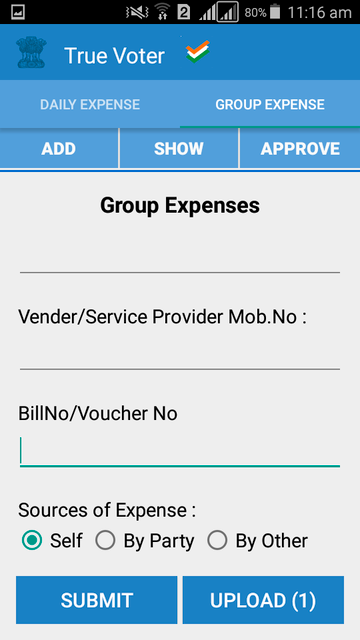 2 80% 11:16 am
True Voter
DAILY EXPENSE GROUP EXPENSE
ADD SHOW APPROVE
Group Expenses
Vender/Service Provider Mob.No :
BillNo/Voucher No
Sources of Expense :
Self By Party By Other
SUBMIT UPLOAD (1)